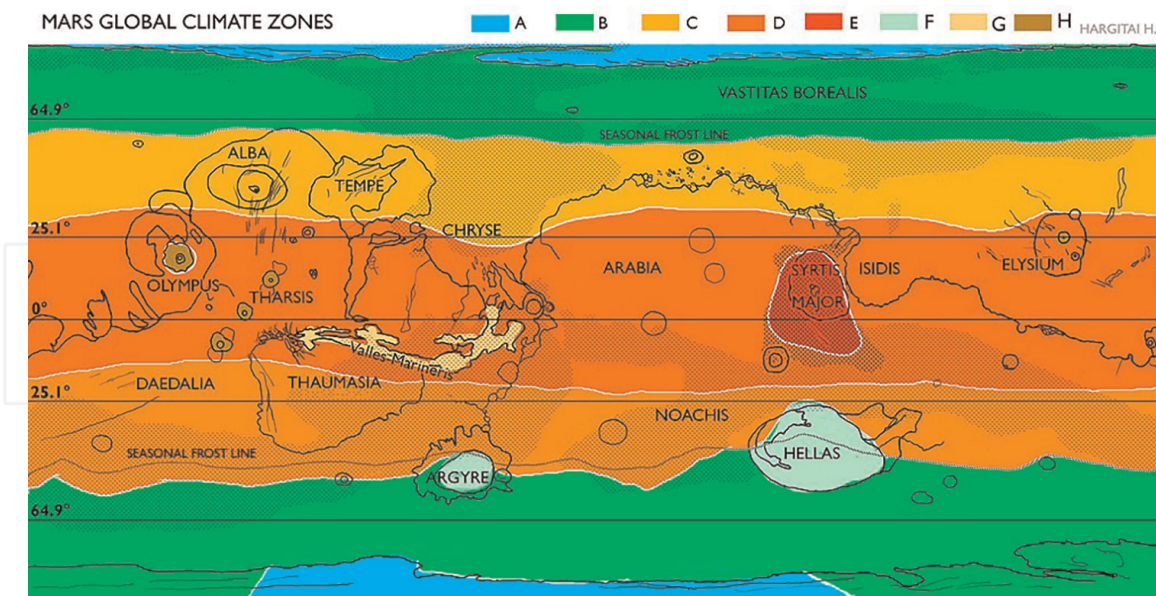 MARS GLOBAL CLIMATE ZONES A B C D E F G H HARGITAI H.
VASTITAS BOREALIS
64.9°
SEASONAL FROST LINE
ALBA
TEMPE
25.1°
CHRYSE
ARABIA
SYRTIS
MAJOR
ISIDIS
ELYSIUM
OLYMPUS
THARSIS
0°
Valles-Marineris
DAEDALIA
THAUMASIA
25.1°
NOACHIS
SEASONAL FROST LINE
HELLAS
ARGYRE
64.9°